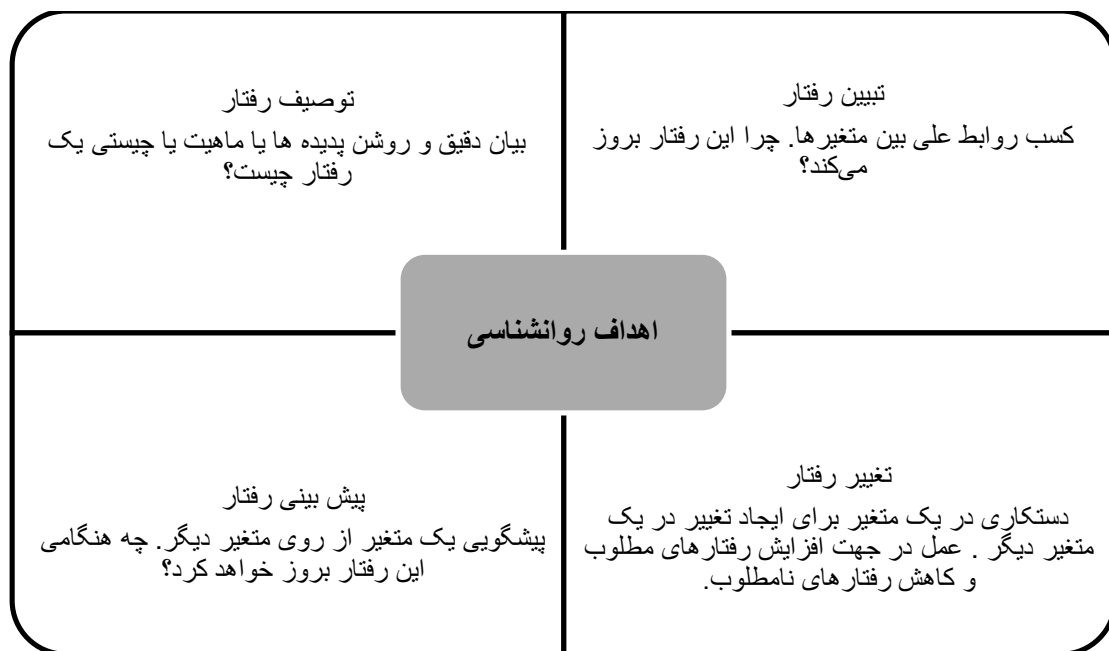 تبیین رفتار
کسب روابط علی بین متغیرها. چرا این رفتار بروز
می‌کند؟
توصیف رفتار
بیان دقیق و روشن پدیده ها یا ماهیت یا چیستی یک
رفتار چیست؟
اهداف روانشناسی
تغییر رفتار
دستکاری در یک متغیر برای ایجاد تغییر در یک
متغیر دیگر . عمل در جهت افزایش رفتارهای مطلوب
و کاهش رفتارهای نامطلوب.
پیش بینی رفتار
پیشگویی یک متغیر از روی متغیر دیگر. چه هنگامی
این رفتار بروز خواهد کرد؟